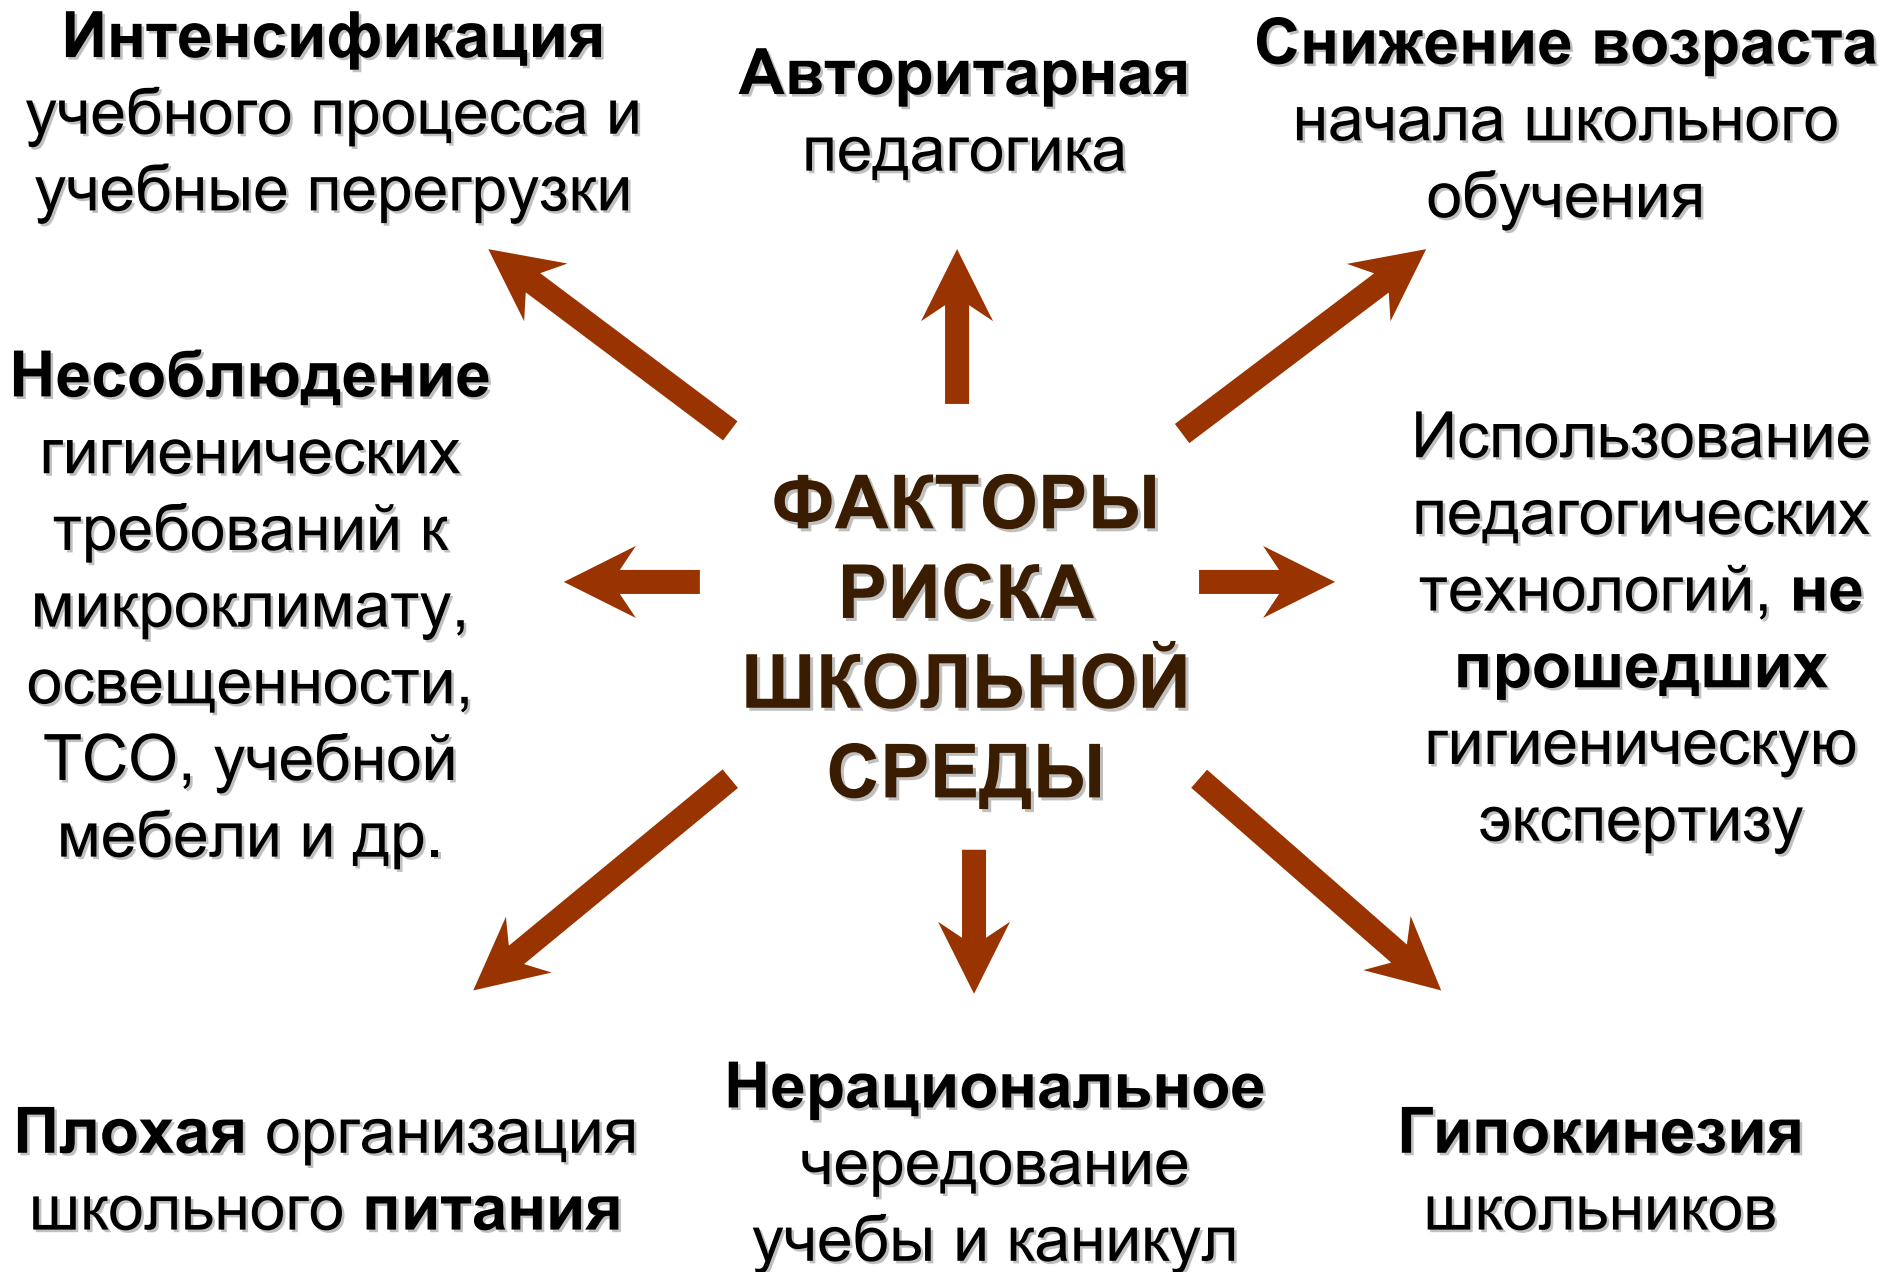 Интенсификация
учебного процесса и
учебные перегрузки
Авторитарная
педагогика
Снижение возраста
начала школьного
обучения
Несоблюдение
гигиенических
требований к
микроклимату,
освещенности,
ТСО, учебной
мебели и др.
ФАКТОРЫ
РИСКА
ШКОЛЬНОЙ
СРЕДЫ
Использование
педагогических
технологий, не
прошедших
гигиеническую
экспертизу
Плохая организация
школьного питания
Нерациональное
чередование
учебы и каникул
Гипокинезия
школьников